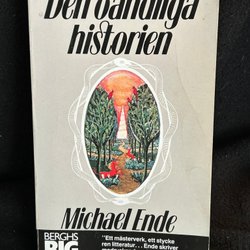 Den oändliga
historien
Michael Ende
BERGHS
BIG
"Ett mästerverk, ett stycke
ren litteratur... Ende skriver